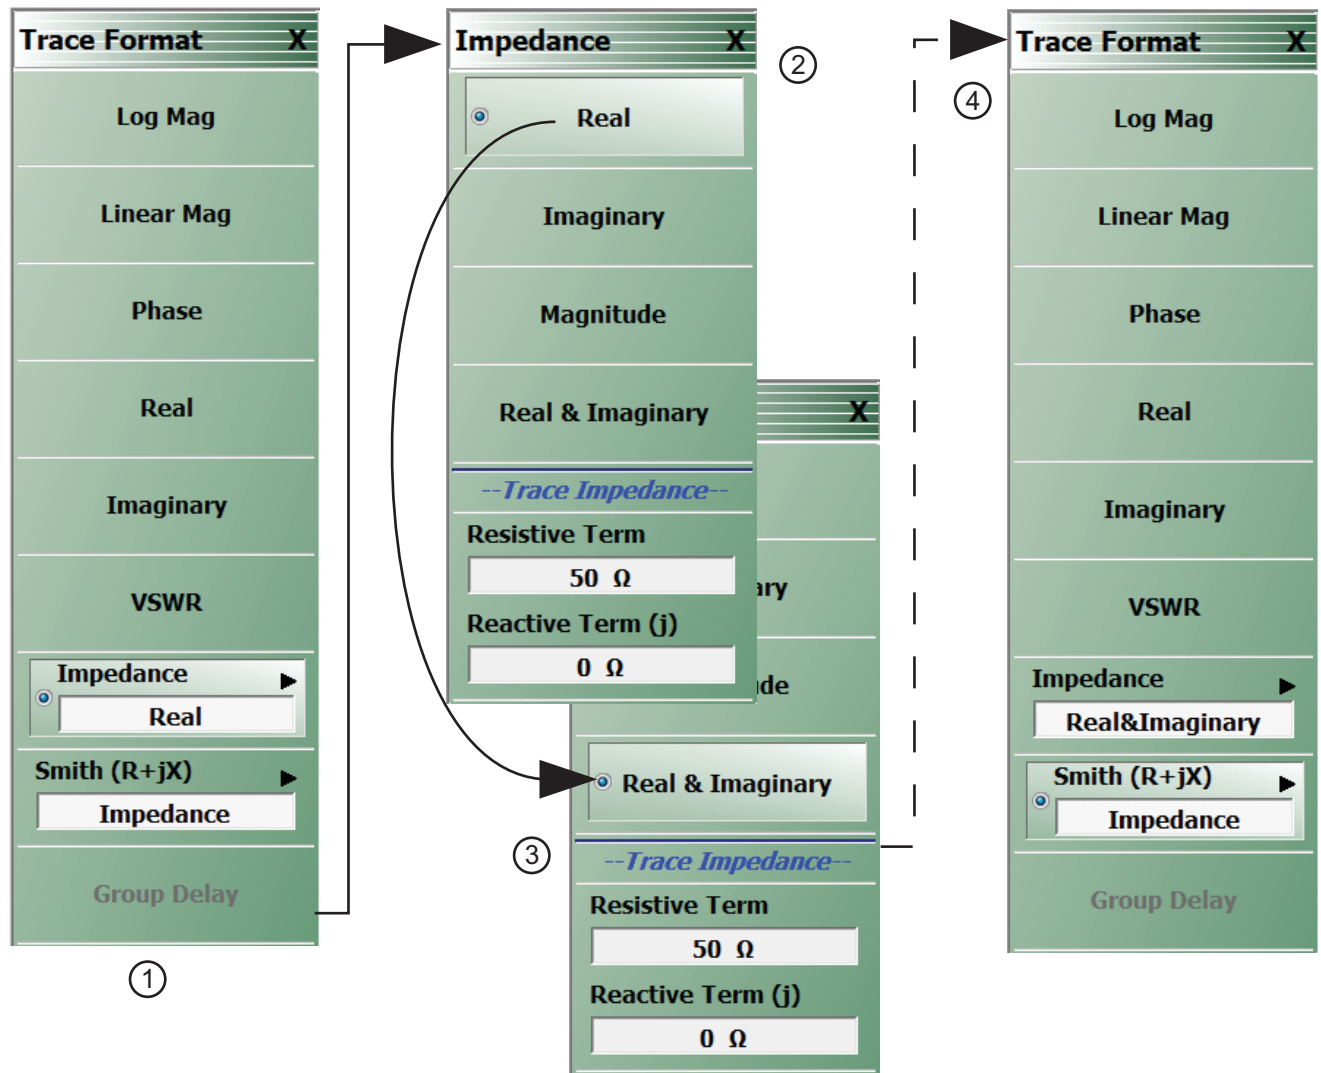 Trace Format X
Log Mag
Linear Mag
Phase
Real
Imaginary
VSWR
Impedance
Real
Smith (R+jX)
Impedance
Group Delay
1
Impedance X
2
Real
Imaginary
Magnitude
Real & Imaginary
--Trace Impedance--
Resistive Term
50 Ω
Reactive Term (j)
0 Ω
X
ary
de
Real & Imaginary
3
--Trace Impedance--
Resistive Term
50 Ω
Reactive Term (j)
0 Ω
Trace Format X
4
Log Mag
Linear Mag
Phase
Real
Imaginary
VSWR
Impedance
Real&Imaginary
Smith (R+jX)
Impedance
Group Delay